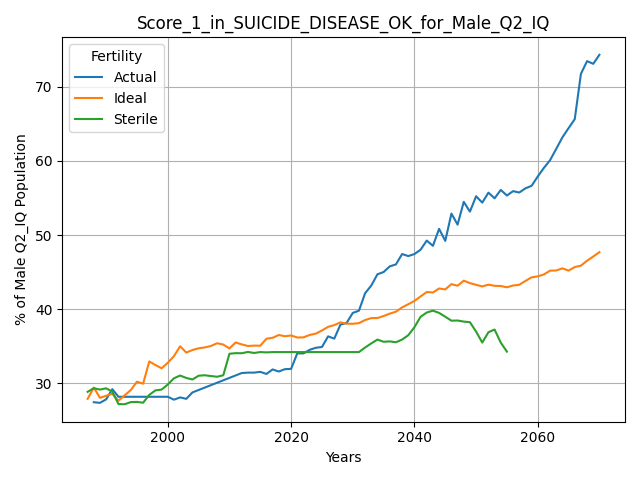 Score_1_in_SUICIDE_DISEASE_OK_for_Male_Q2_IQ
Fertility
Actual
Ideal
Sterile
% of Male Q2_IQ Population
70
60
50
40
30
2000
2020
2040
2060
Years